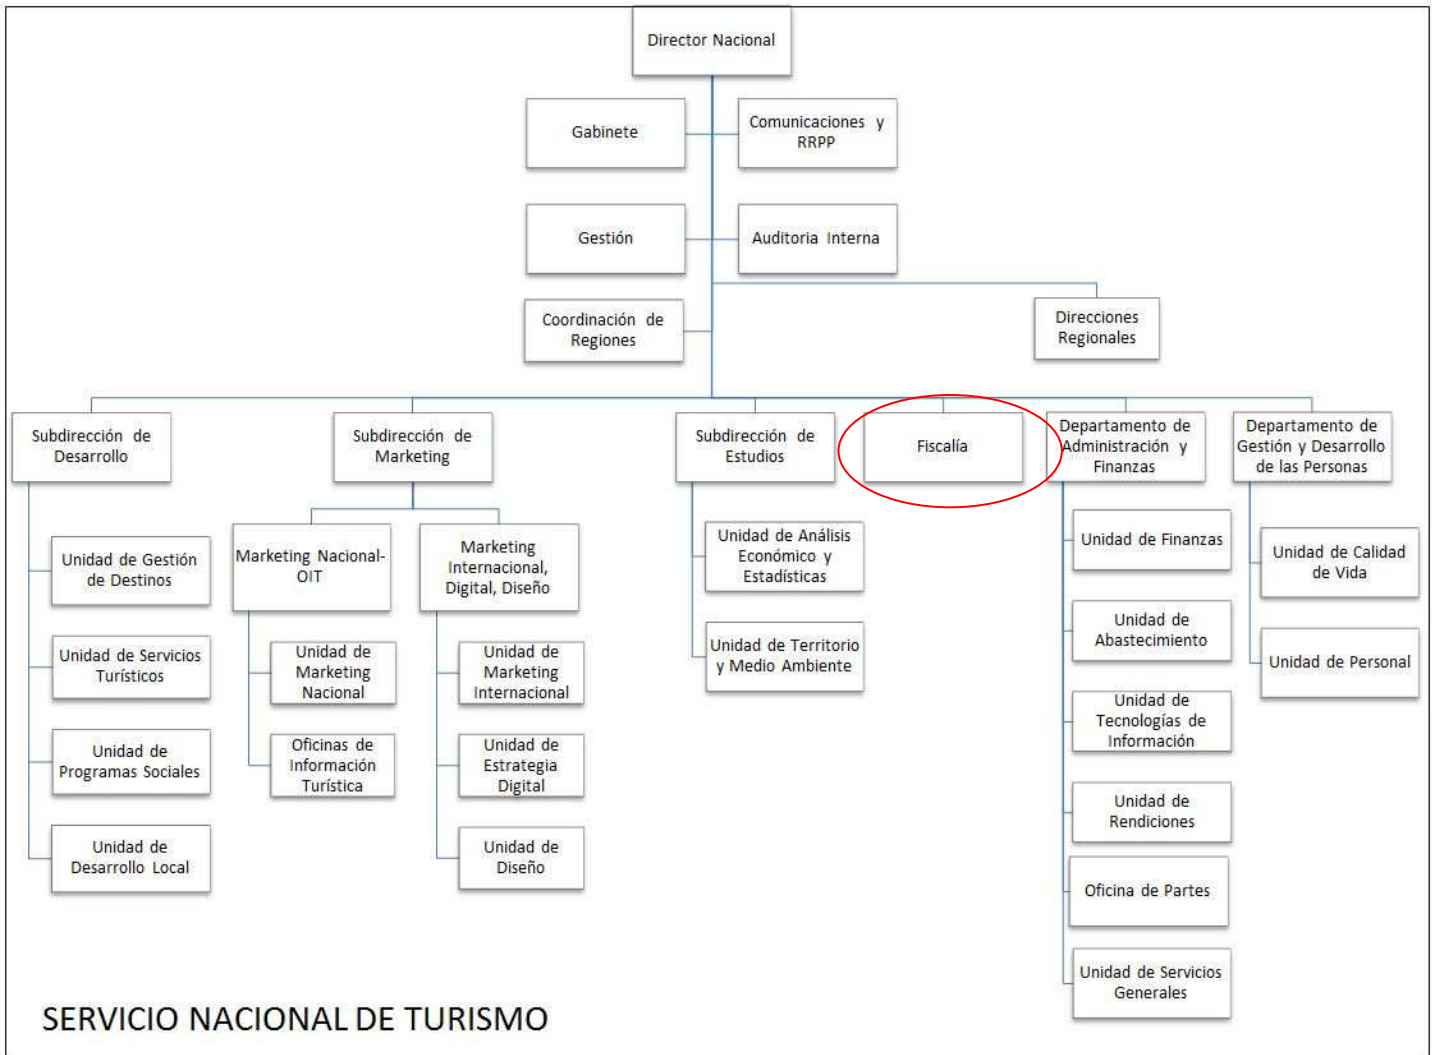 Director Nacional
Gabinete
Comunicaciones y
RRPP
Gestión
Auditoria Interna
Coordinación de
Regiones
Direcciones
Regionales
Subdirección de
Desarrollo
Subdirección de
Marketing
Subdirección de
Estudios
Fiscalía
Departamento de
Administración y
Finanzas
Departamento de
Gestión y Desarrollo
de las Personas
Unidad de Gestión
de Destinos
Unidad de Servicios
Turísticos
Unidad de
Programas Sociales
Unidad de
Desarrollo Local
Marketing Nacional-
OIT
Unidad de
Marketing
Nacional
Oficinas de
Información
Turística
Marketing
Internacional,
Digital, Diseño
Unidad de
Marketing
Internacional
Unidad de
Estrategia
Digital
Unidad de
Diseño
Unidad de Análisis
Económico y
Estadísticas
Unidad de Territorio
y Medio Ambiente
Unidad de Finanzas
Unidad de
Abastecimiento
Unidad de
Tecnologías de
Información
Unidad de
Rendiciones
Oficina de Partes
Unidad de Servicios
Generales
Unidad de Calidad
de Vida
Unidad de Personal
SERVICIO NACIONAL DE TURISMO